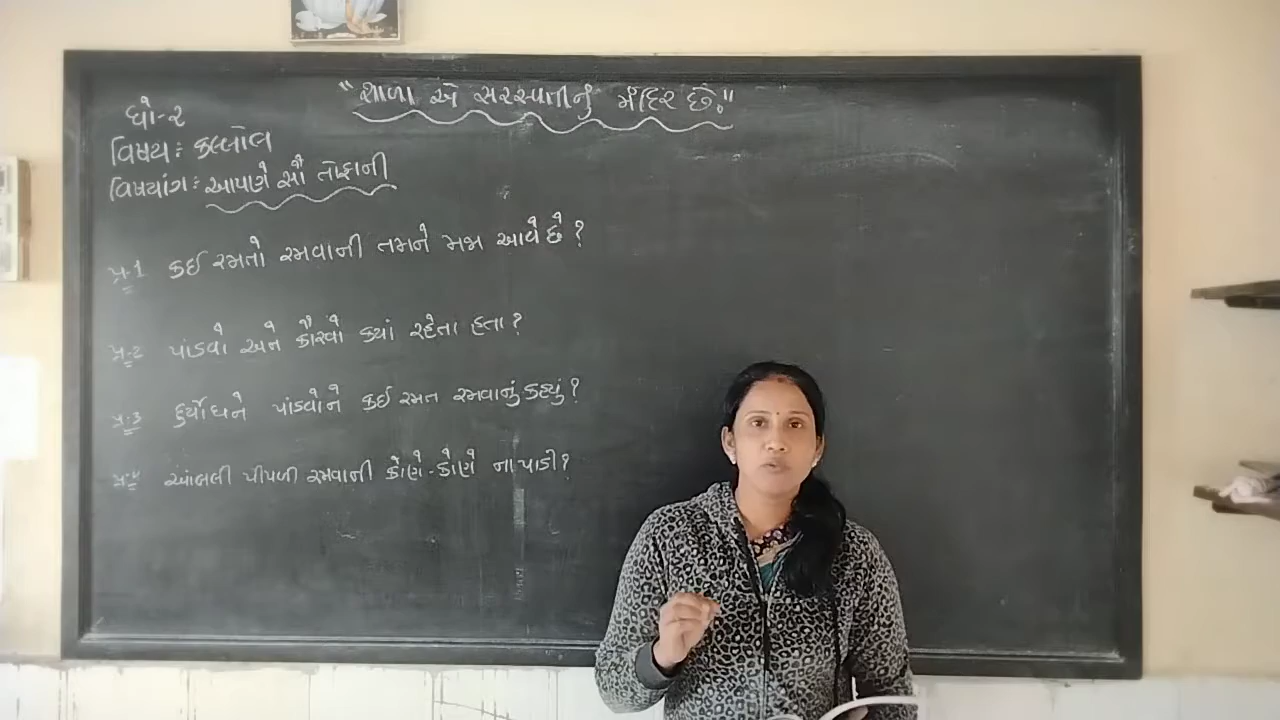 "શાળા એ સરસ્વતીનું મંદિર છે."
ધો-૨
વિષય: કલ્લોલ
વિષયાંગ: આપણે સૌ તોફાની
પ્ર-1 કઈ રમતો રમવાની તમને મજા આવે છે ?
પ્ર-૨ પાંડવો અને કૌરવો ક્યાં રહેતા હતા ?
પ્ર-૩ દુર્યોધને પાંડવોને કઈ રમત રમવાનું કહ્યું ?
પ્ર-૪ આંબલી પીપળી રમવાની કોણે-કોણે ના પાડી ?